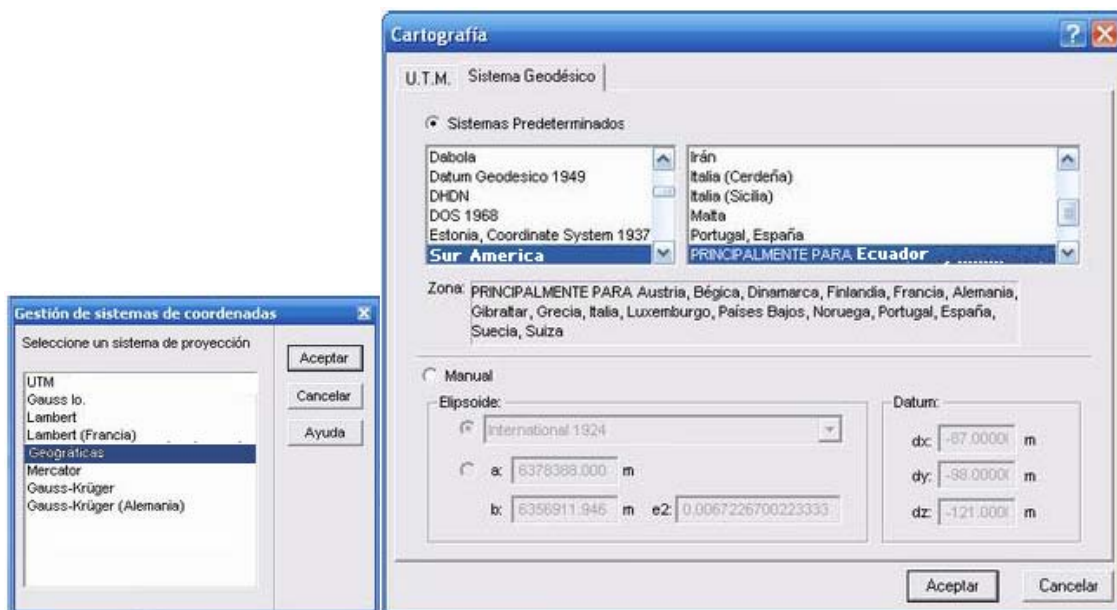 Cartografía
U.T.M. Sistema Geodésico
Sistemas Predeterminados
Dabola
Datum Geodesico 1949
DHDN
DOS 1968
Estonia, Coordinate System 1937
Sur America
Irán
Italia (Cerdeña)
Italia (Sicilia)
Malta
Portugal, España
PRINCIPALMENTE PARA Ecuador
Zona: PRINCIPALMENTE PARA Austria, Bégica, Dinamarca, Finlandia, Francia, Alemania,
Gibraltar, Grecia, Italia, Luxemburgo, Países Bajos, Noruega, Portugal, España,
Suecia, Suiza
Manual
Elipsoide:
International 1924
a: 6378388.000 m
b: 6356911.946 m e2: 0.0067226700223333
Datum:
dx: -87.0000 m
dy: -98.0000 m
dz: -121.000 m
Aceptar Cancelar
Gestión de sistemas de coordenadas
Seleccione un sistema de proyección
UTM
Gauss lo.
Lambert
Lambert (Francia)
Geográficas
Mercator
Gauss-Krüger
Gauss-Krüger (Alemania)
Aceptar
Cancelar
Ayuda